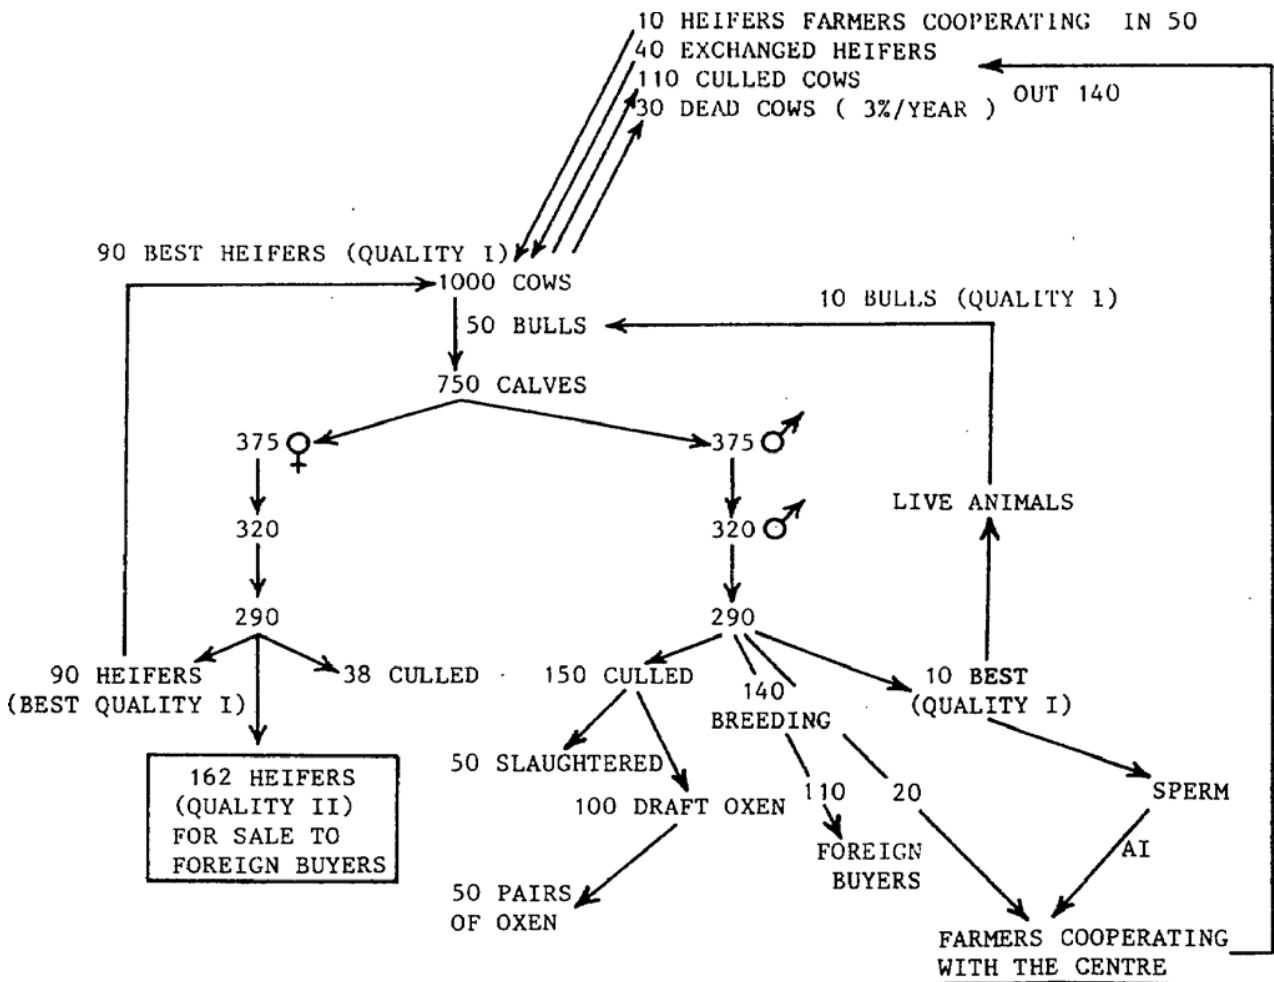 10 HEIFERS FARMERS COOPERATING IN 50
40 EXCHANGED HEIFERS
110 CULLED COWS
OUT 140
30 DEAD COWS ( 3%/YEAR )
90 BEST HEIFERS (QUALITY I)
1000 COWS
10 BULLS (QUALITY 1)
50 BULLS
750 CALVES
375 ♀
375 ♂
LIVE ANIMALS
320
320 ♂
290
290
90 HEIFERS
(BEST QUALITY I)
38 CULLED
150 CULLED
140
BREEDING
10 BEST
(QUALITY I)
162 HEIFERS
(QUALITY II)
FOR SALE TO
FOREIGN BUYERS
50 SLAUGHTERED
100 DRAFT OXEN
110
20
SPERM
FOREIGN
BUYERS
AI
50 PAIRS
OF OXEN
FARMERS COOPERATING
WITH THE CENTRE